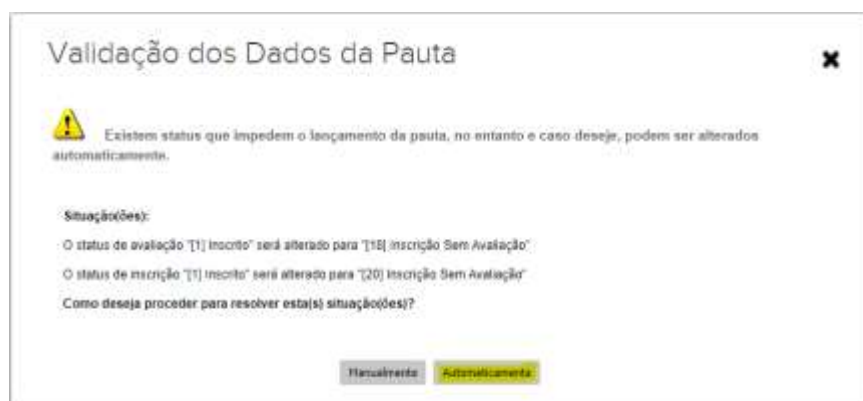 Validação dos Dados da Pauta
Existem status que impedem o lançamento da pauta, no entanto e caso deseje, podem ser alterados
automaticamente.
Situação(ões):
O status de avaliação "[1] Inscrito" será alterado para "[18] Inscrição Sem Avaliação"
O status de inscrição "[1] Inscrito" será alterado para "[20] Inscrição Sem Avaliação"
Como deseja proceder para resolver esta(s) situação(ões)?
Manualmente Automaticamente